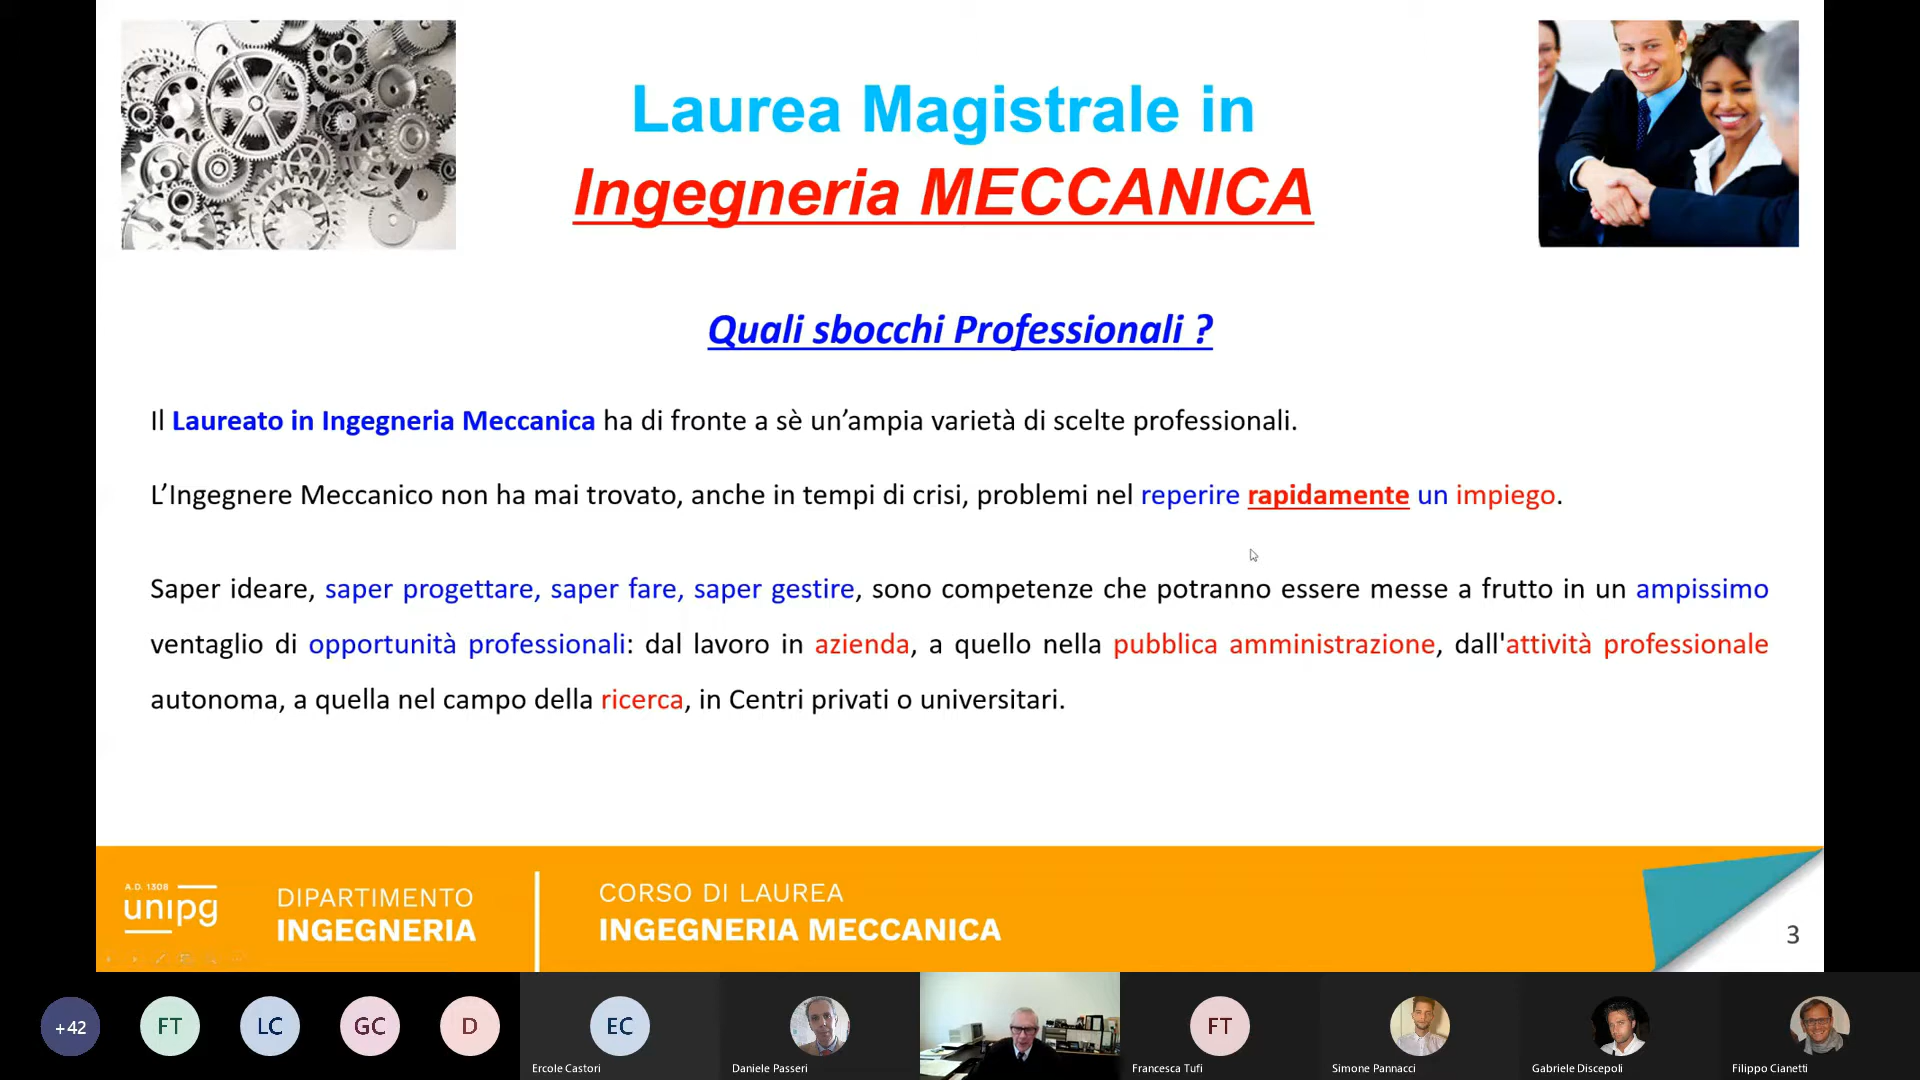 Laurea Magistrale in
Ingegneria MECCANICA
Quali sbocchi Professionali ?
Il Laureato in Ingegneria Meccanica ha di fronte a sè un’ampia varietà di scelte professionali.
L’Ingegnere Meccanico non ha mai trovato, anche in tempi di crisi, problemi nel reperire rapidamente un impiego.
Saper ideare, saper progettare, saper fare, saper gestire, sono competenze che potranno essere messe a frutto in un ampissimo
ventaglio di opportunità professionali: dal lavoro in azienda, a quello nella pubblica amministrazione, dall'attività professionale
autonoma, a quella nel campo della ricerca, in Centri privati o universitari.
A.D. 1308
unipg
DIPARTIMENTO
INGEGNERIA
CORSO DI LAUREA
INGEGNERIA MECCANICA
3
+42
FT
LC
GC
D
EC
FT
Ercole Castori
Daniele Passeri
Francesca Tufi
Simone Pannacci
Gabriele Discepoli
Filippo Cianetti